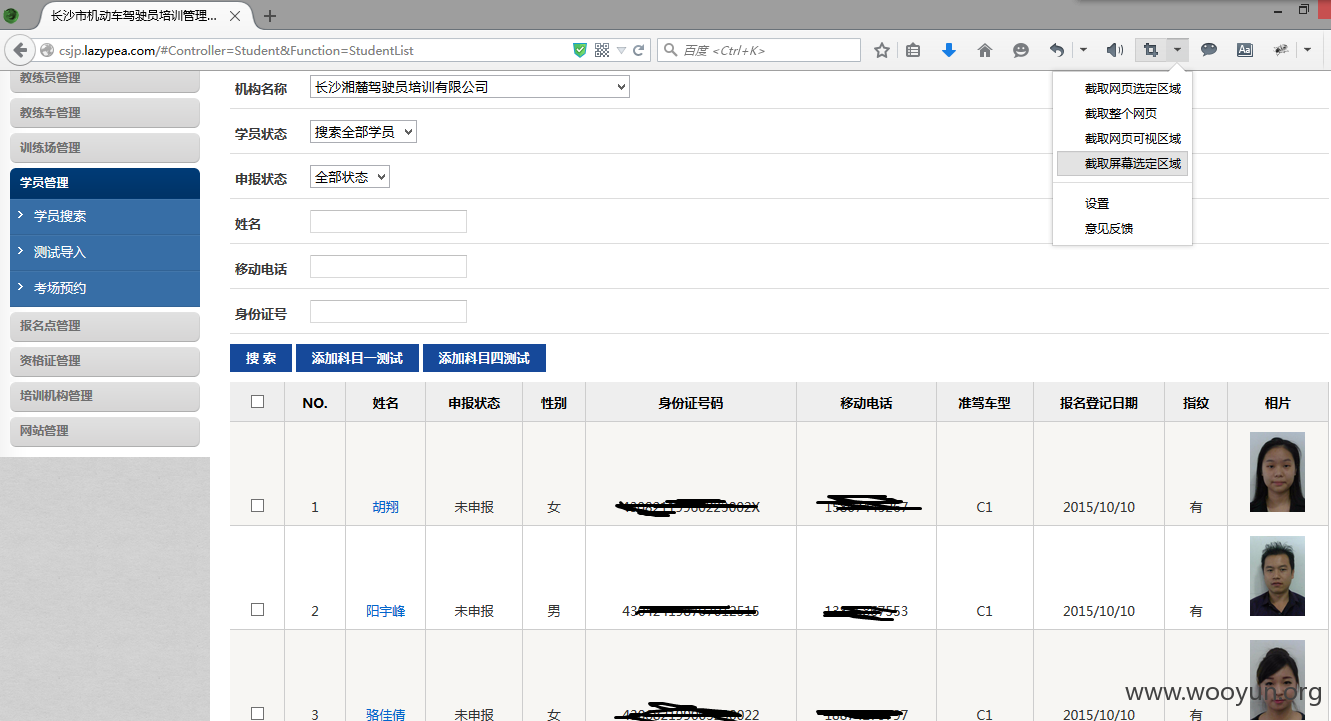 长沙市机动车驾驶员培训管理...
csjp.lazypea.com/#Controller=Student&Function=StudentList
百度 <Ctrl+K>
截取网页选定区域
截取整个网页
截取网页可视区域
截取屏幕选定区域
设置
意见反馈
教练员管理
教练车管理
训练场管理
学员管理
学员搜索
测试导入
考场预约
报名点管理
资格证管理
培训机构管理
网站管理
机构名称 长沙湘麓驾驶员培训有限公司
学员状态 搜索全部学员
申报状态 全部状态
姓名
移动电话
身份证号
搜 索 添加科目一测试 添加科目四测试
NO. 姓名 申报状态 性别 身份证号码 移动电话 准驾车型 报名登记日期 指纹 相片
1 胡翔 未申报 女 C1 2015/10/10 有
2 阳宇峰 未申报 男 C1 2015/10/10 有
3 骆佳倩 未申报 女 C1 2015/10/10 有
www.wooyun.org